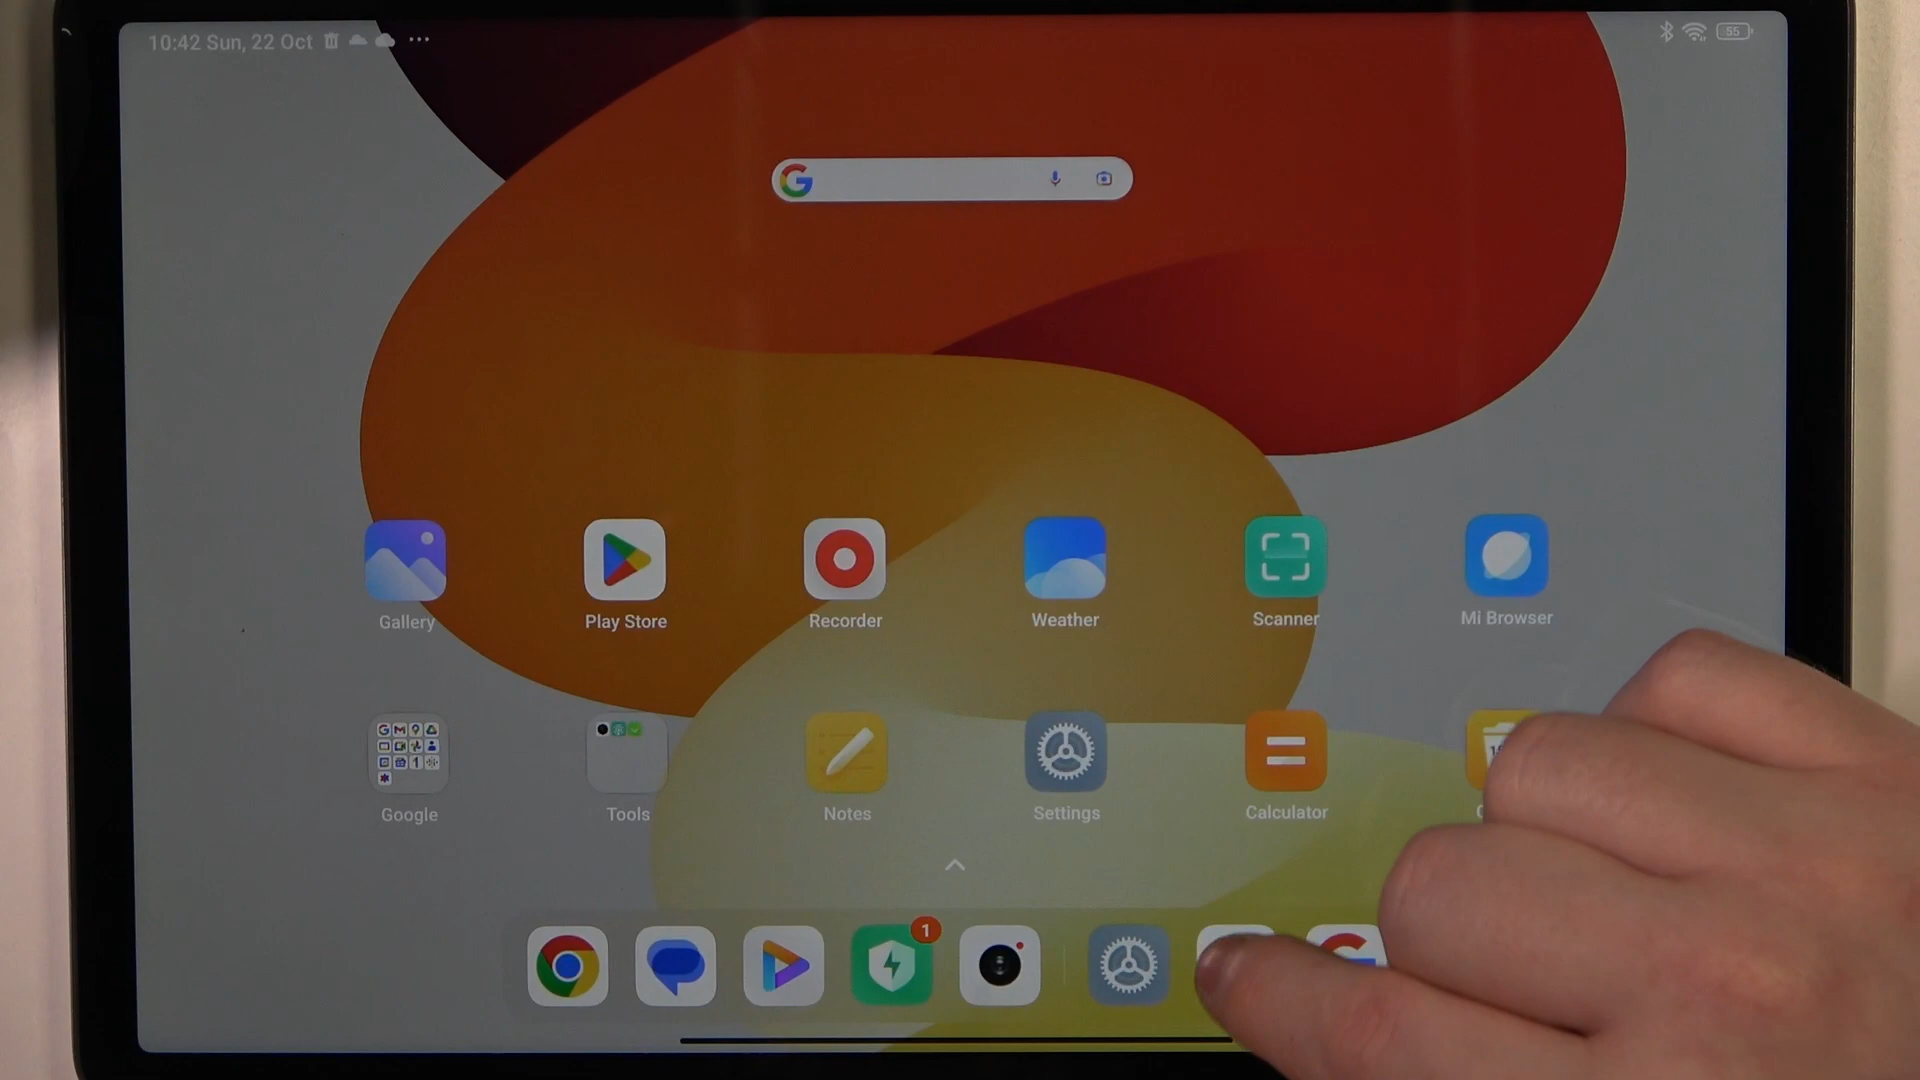 10:42 Sun, 22 Oct
55
Gallery
Play Store
Recorder
Weather
Scanner
Mi Browser
Google
Tools
Notes
Settings
Calculator
1